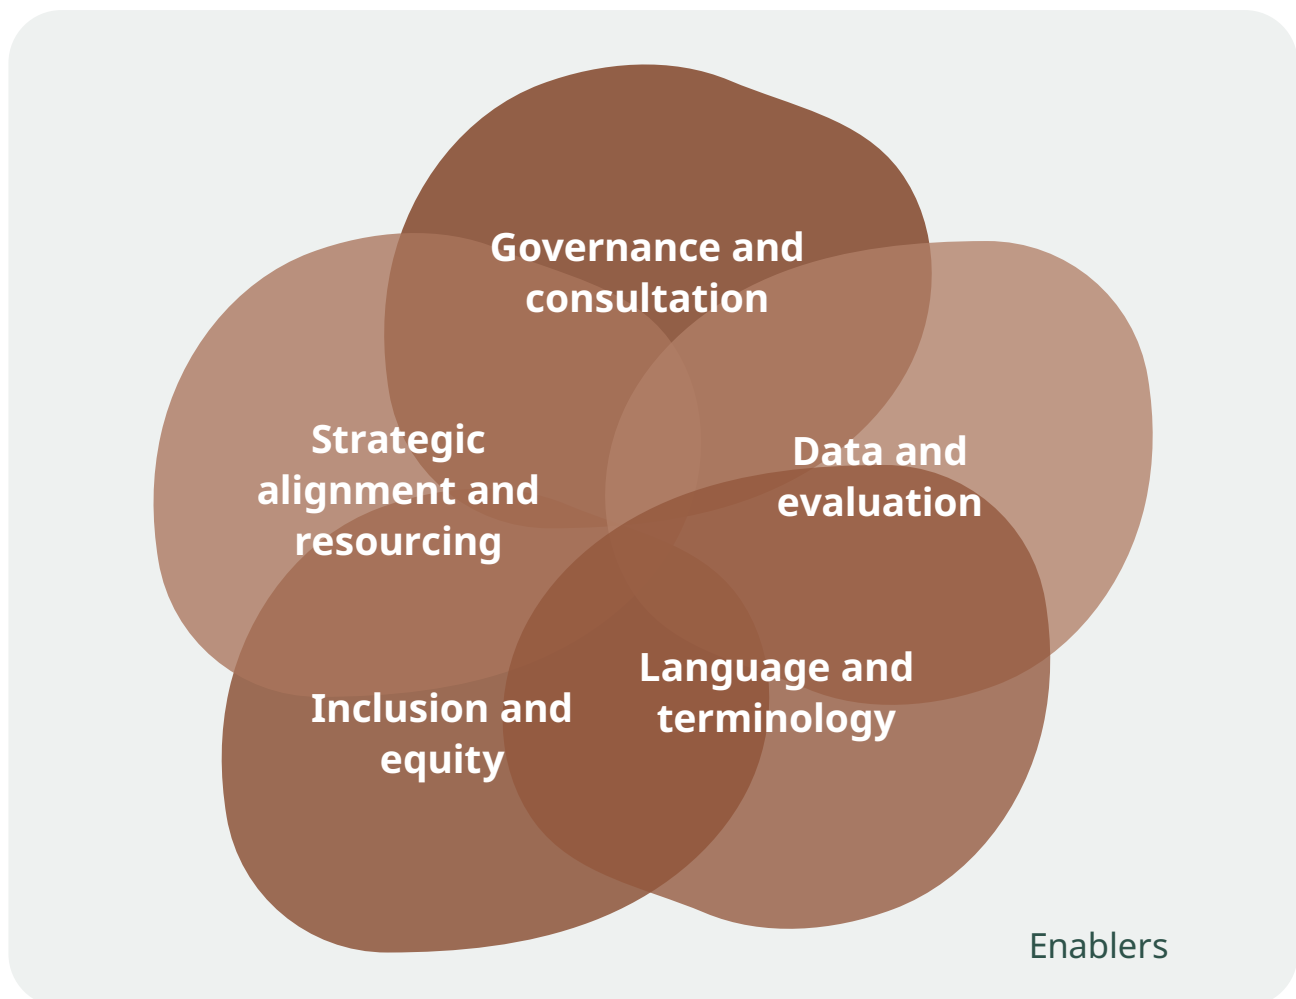 Governance and
consultation
Strategic
alignment and
resourcing
Data and
evaluation
Language and
terminology
Inclusion and
equity
Enablers